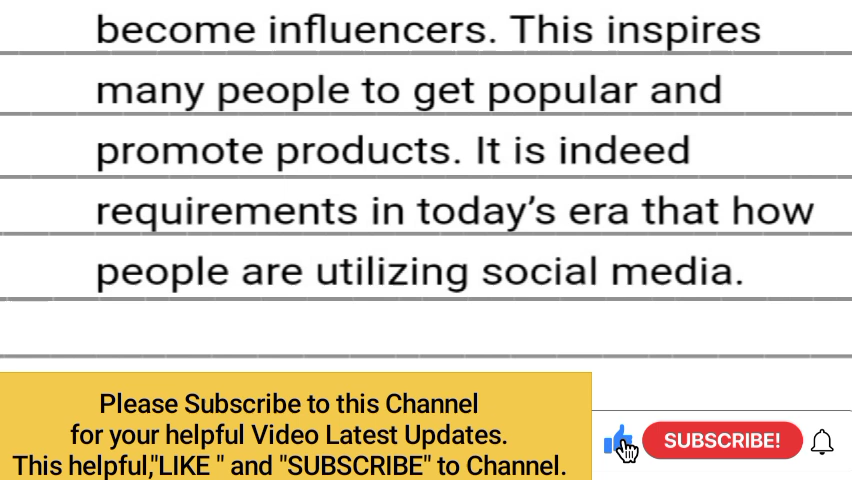 become influencers. This inspires
many people to get popular and
promote products. It is indeed
requirements in today’s era that how
people are utilizing social media.
Please Subscribe to this Channel
for your helpful Video Latest Updates.
This helpful,"LIKE " and "SUBSCRIBE" to Channel.
SUBSCRIBE!